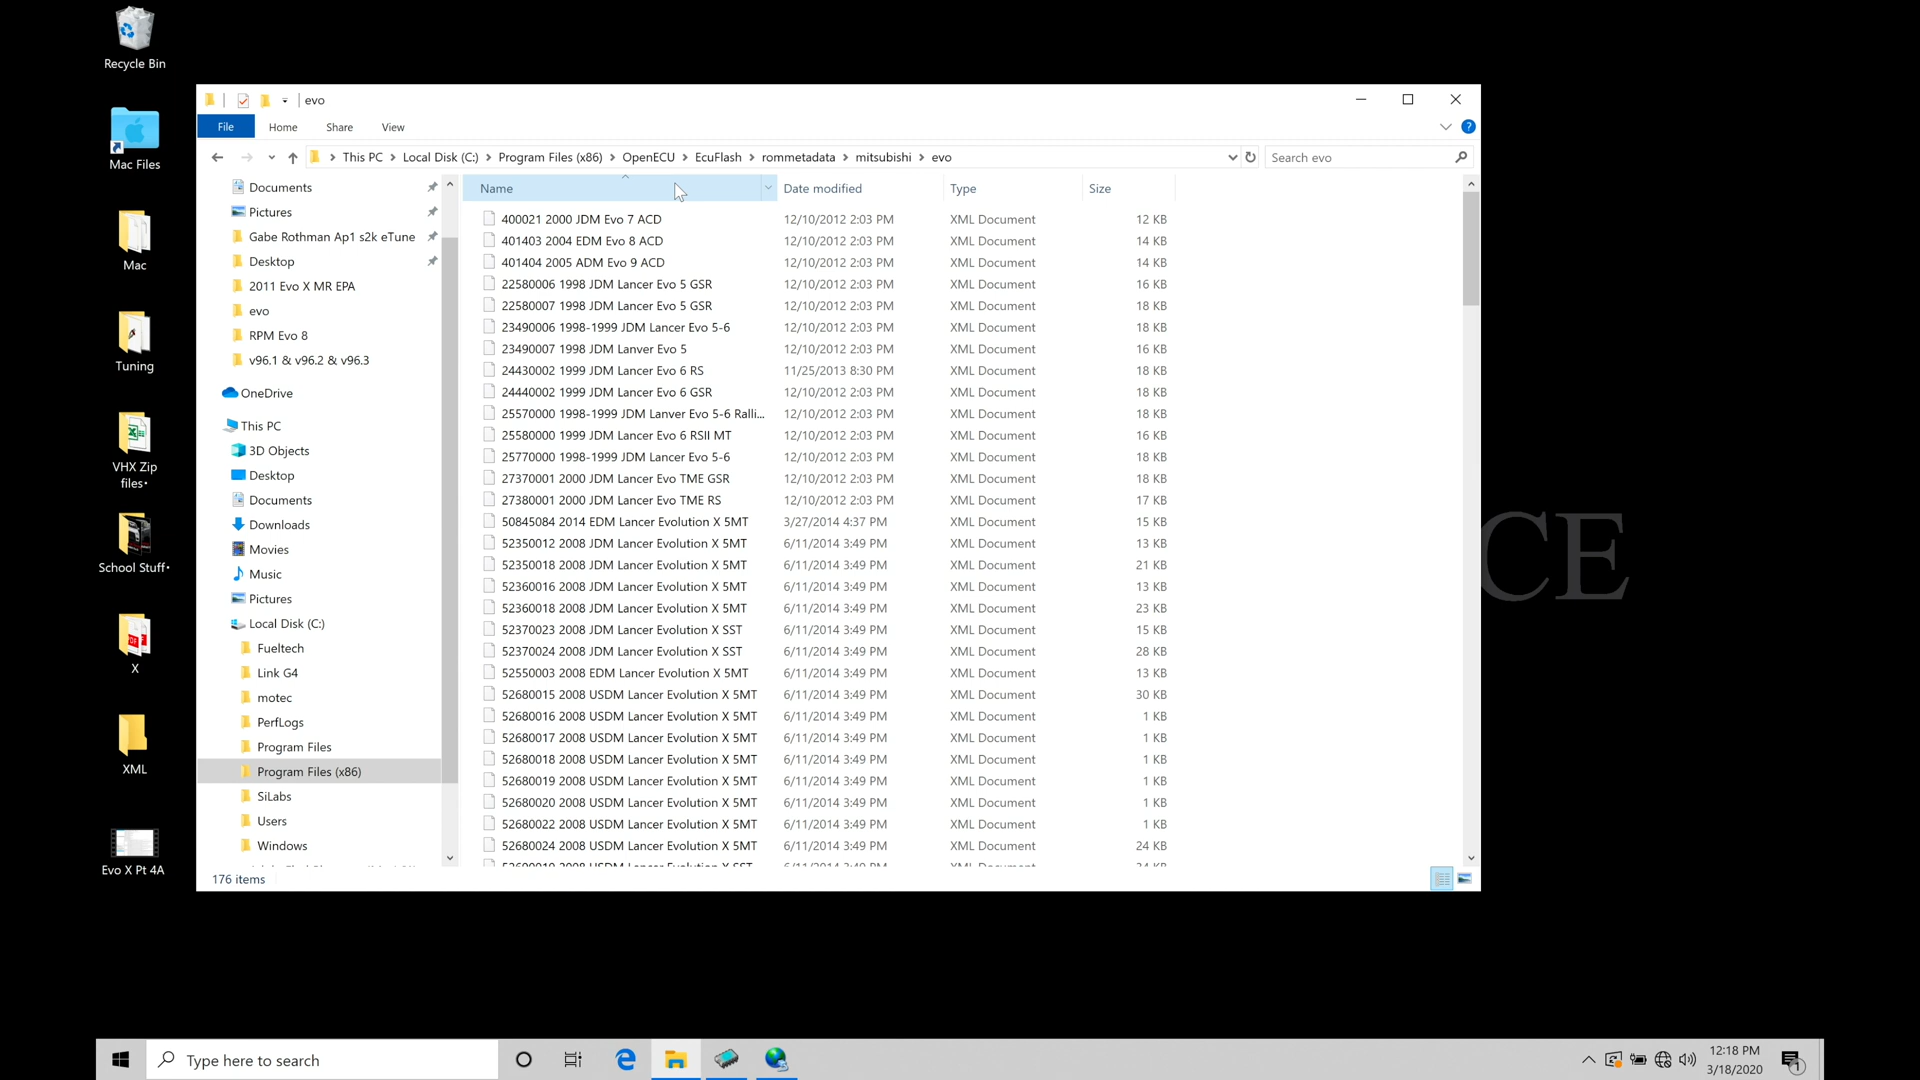 Recycle Bin
Mac Files
Mac
Tuning
VHX Zip
files
School Stuff
X
XML
Evo X Pt 4A
evo
File Home Share View
This PC > Local Disk (C:) > Program Files (x86) > OpenECU > EcuFlash > rommetadata > mitsubishi > evo
Search evo
Documents
Pictures
Gabe Rothman Ap1 s2k eTune
Desktop
2011 Evo X MR EPA
evo
RPM Evo 8
v96.1 & v96.2 & v96.3
OneDrive
This PC
3D Objects
Desktop
Documents
Downloads
Movies
Music
Pictures
Local Disk (C:)
Fueltech
Link G4
motec
PerfLogs
Program Files
Program Files (x86)
SiLabs
Users
Windows
Name Date modified Type Size
400021 2000 JDM Evo 7 ACD 12/10/2012 2:03 PM XML Document 12 KB
401403 2004 EDM Evo 8 ACD 12/10/2012 2:03 PM XML Document 14 KB
401404 2005 ADM Evo 9 ACD 12/10/2012 2:03 PM XML Document 14 KB
22580006 1998 JDM Lancer Evo 5 GSR 12/10/2012 2:03 PM XML Document 16 KB
22580007 1998 JDM Lancer Evo 5 GSR 12/10/2012 2:03 PM XML Document 18 KB
23490006 1998-1999 JDM Lancer Evo 5-6 12/10/2012 2:03 PM XML Document 18 KB
23490007 1998 JDM Lanver Evo 5 12/10/2012 2:03 PM XML Document 16 KB
24430002 1999 JDM Lancer Evo 6 RS 11/25/2013 8:30 PM XML Document 18 KB
24440002 1999 JDM Lancer Evo 6 GSR 12/10/2012 2:03 PM XML Document 18 KB
25570000 1998-1999 JDM Lanver Evo 5-6 Ralli... 12/10/2012 2:03 PM XML Document 18 KB
25580000 1999 JDM Lancer Evo 6 RSII MT 12/10/2012 2:03 PM XML Document 16 KB
25770000 1998-1999 JDM Lancer Evo 5-6 12/10/2012 2:03 PM XML Document 18 KB
27370001 2000 JDM Lancer Evo TME GSR 12/10/2012 2:03 PM XML Document 18 KB
27380001 2000 JDM Lancer Evo TME RS 12/10/2012 2:03 PM XML Document 17 KB
50845084 2014 EDM Lancer Evolution X 5MT 3/27/2014 4:37 PM XML Document 15 KB
52350012 2008 JDM Lancer Evolution X 5MT 6/11/2014 3:49 PM XML Document 13 KB
52350018 2008 JDM Lancer Evolution X 5MT 6/11/2014 3:49 PM XML Document 21 KB
52360016 2008 JDM Lancer Evolution X 5MT 6/11/2014 3:49 PM XML Document 13 KB
52360018 2008 JDM Lancer Evolution X 5MT 6/11/2014 3:49 PM XML Document 23 KB
52370023 2008 JDM Lancer Evolution X SST 6/11/2014 3:49 PM XML Document 15 KB
52370024 2008 JDM Lancer Evolution X SST 6/11/2014 3:49 PM XML Document 28 KB
52550003 2008 EDM Lancer Evolution X 5MT 6/11/2014 3:49 PM XML Document 13 KB
52680015 2008 USDM Lancer Evolution X 5MT 6/11/2014 3:49 PM XML Document 30 KB
52680016 2008 USDM Lancer Evolution X 5MT 6/11/2014 3:49 PM XML Document 1 KB
52680017 2008 USDM Lancer Evolution X 5MT 6/11/2014 3:49 PM XML Document 1 KB
52680018 2008 USDM Lancer Evolution X 5MT 6/11/2014 3:49 PM XML Document 1 KB
52680019 2008 USDM Lancer Evolution X 5MT 6/11/2014 3:49 PM XML Document 1 KB
52680020 2008 USDM Lancer Evolution X 5MT 6/11/2014 3:49 PM XML Document 1 KB
52680022 2008 USDM Lancer Evolution X 5MT 6/11/2014 3:49 PM XML Document 1 KB
52680024 2008 USDM Lancer Evolution X 5MT 6/11/2014 3:49 PM XML Document 24 KB
176 items
CE
Type here to search
12:18 PM
3/18/2020
1